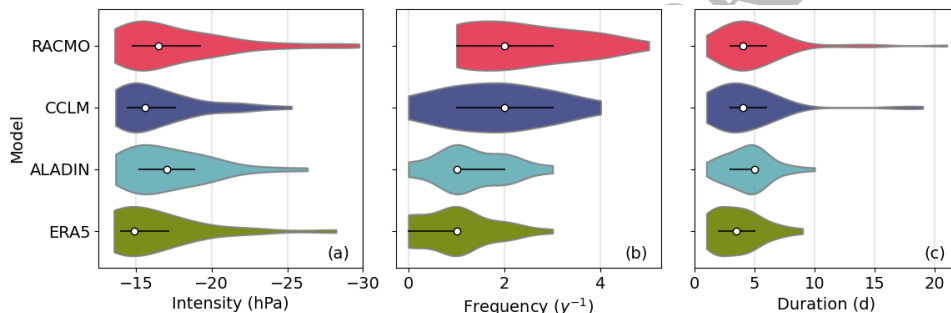 Model
RACMO
CCLM
ALADIN
ERA5
−15 −20 −25 −30
Intensity (hPa)
(a)
0 2 4
Frequency (y⁻¹)
(b)
0 5 10 15 20
Duration (d)
(c)